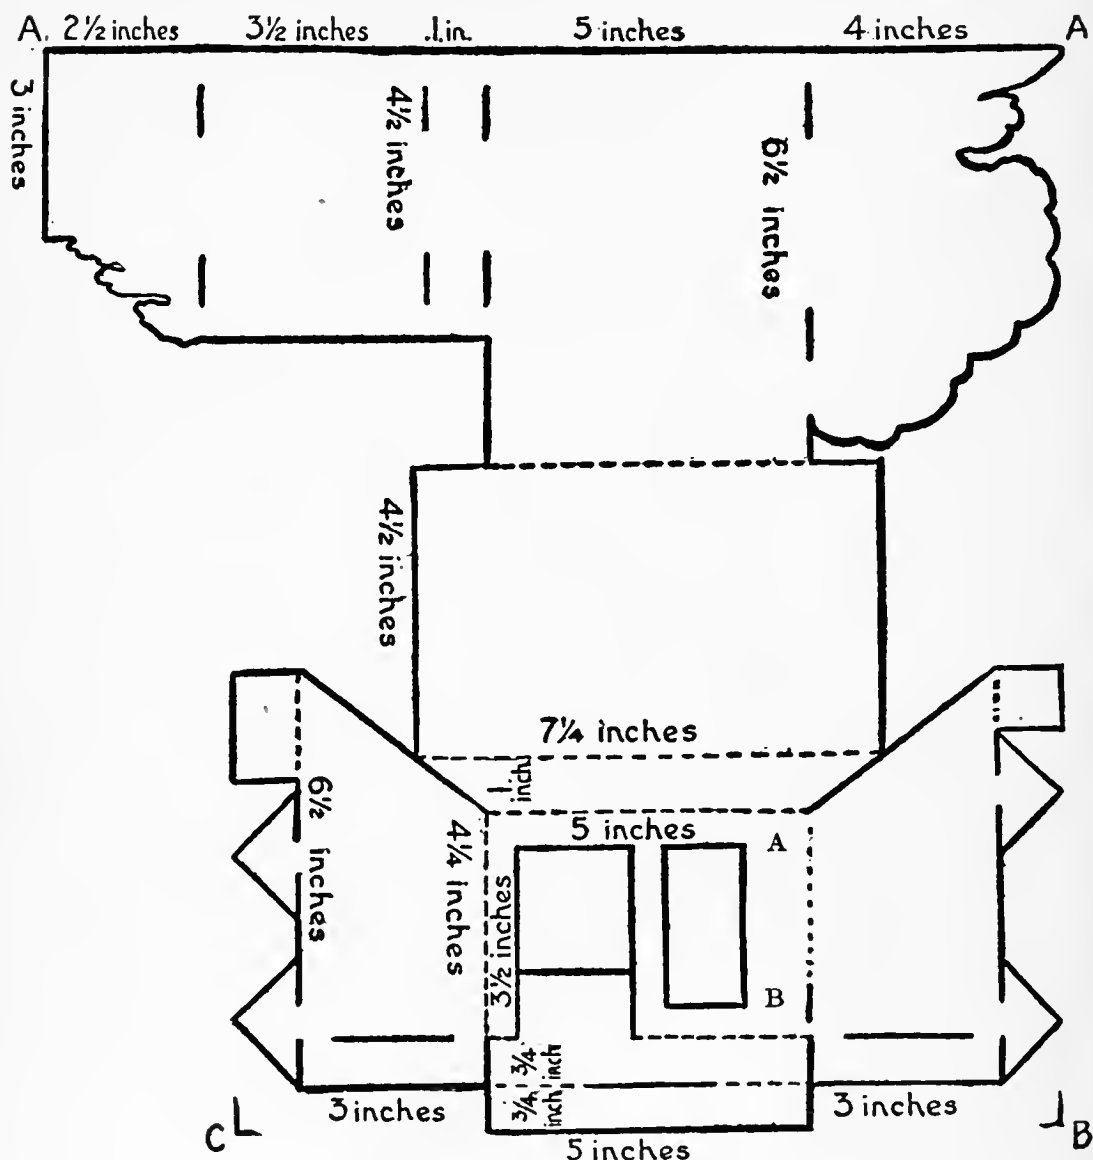 A. 2½ inches 3½ inches .1.in. 5 inches 4 inches A
3 inches
4½ inches
6½ inches
4½ inches
7¼ inches
1 inch
5 inches
A
6½ inches
4¼ inches
3½ inches
B
¾ inch
¾ inch
3 inches
3 inches
C
B
5 inches